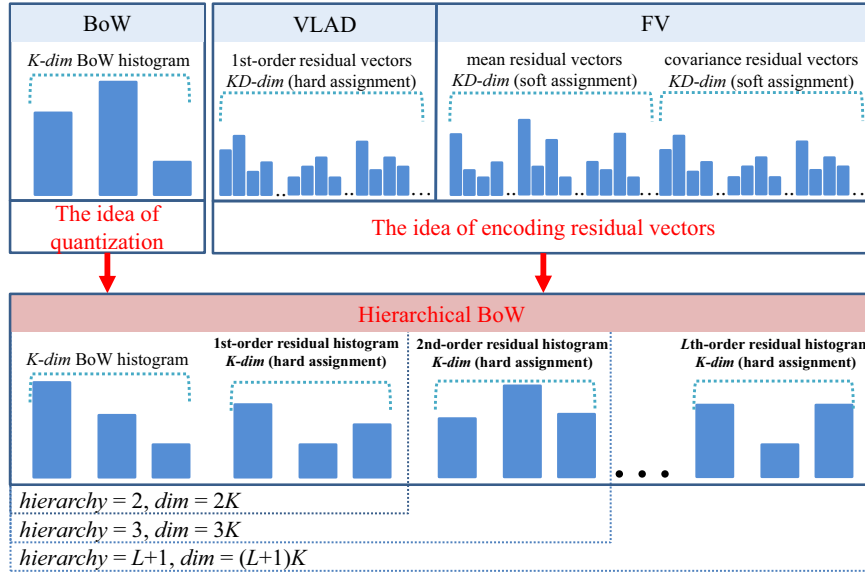 BoW
VLAD
FV
K-dim BoW histogram
1st-order residual vectors
KD-dim (hard assignment)
mean residual vectors
KD-dim (soft assignment)
covariance residual vectors
KD-dim (soft assignment)
The idea of
quantization
The idea of encoding residual vectors
Hierarchical BoW
K-dim BoW histogram
1st-order residual histogram
K-dim (hard assignment)
2nd-order residual histogram
K-dim (hard assignment)
Lth-order residual histogram
K-dim (hard assignment)
hierarchy = 2, dim = 2K
hierarchy = 3, dim = 3K
hierarchy = L+1, dim = (L+1)K